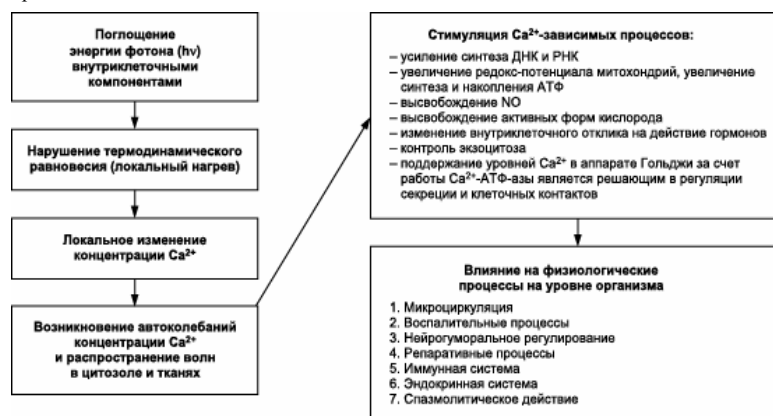 Поглощение
энергии фотона (hν)
внутриклеточными
компонентами
Нарушение термодинамического
равновесия (локальный нагрев)
Локальное изменение
концентрации Ca²⁺
Возникновение автоколебаний
концентрации Ca²⁺
и распространение волн
в цитозоле и тканях
Стимуляция Ca²⁺-зависимых процессов:
– усиление синтеза ДНК и РНК
– увеличение редокс-потенциала митохондрий, увеличение
синтеза и накопления АТФ
– высвобождение NO
– высвобождение активных форм кислорода
– изменение внутриклеточного отклика на действие гормонов
– контроль экзоцитоза
– поддержание уровней Ca²⁺ в аппарате Гольджи за счет
работы Ca²⁺-АТФ-азы является решающим в регуляции
секреции и клеточных контактов
Влияние на физиологические
процессы на уровне организма
1. Микроциркуляция
2. Воспалительные процессы
3. Нейрогуморальное регулирование
4. Репаративные процессы
5. Иммунная система
6. Эндокринная система
7. Спазмолитическое действие